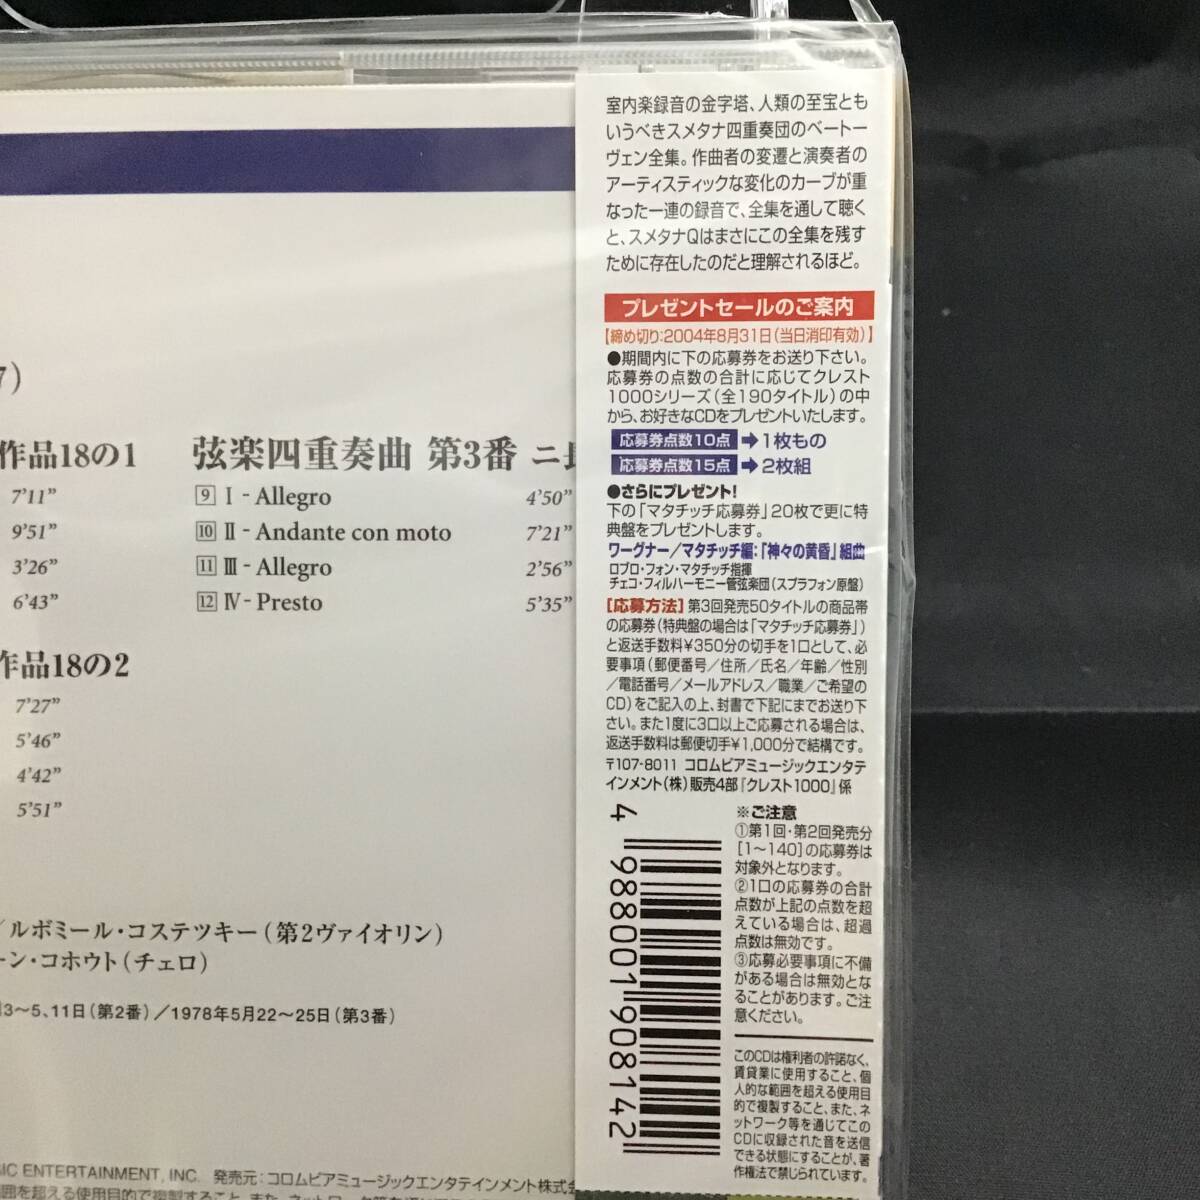 7)
作品18の1
7'11”
9'51”
3'26”
6'43”
作品18の2
7'27”
5'46”
4'42”
5'51”
弦楽四重奏曲 第3番 ニ長
9 I - Allegro 4'50”
10 II - Andante con moto 7'21”
11 III - Allegro 2'56”
12 IV - Presto 5'35”
/ルボミール・コステツキー(第2ヴァイオリン)
ーン・コホウト(チェロ)
月3〜5、11日(第2番)/1978年5月22〜25日(第3番)
SIC ENTERTAINMENT, INC. 発売元:コロムビアミュージックエンタテインメント株式会
範囲を超える使用目的で複製すること、また、ネットワーク等を通じ
室内楽録音の金字塔、人類の至宝とも
いうべきスメタナ四重奏団のベートー
ヴェン全集。作曲者の変遷と演奏者の
アーティスティックな変化のカーブが重
なった一連の録音で、全集を通して聴く
と、スメタナQはまさにこの全集を残す
ために存在したのだと理解されるほど。
プレゼントセールのご案内
【締め切り:2004年8月31日(当日消印有効)】
●期間内に下の応募券をお送り下さい。
応募券の点数の合計に応じてクレスト
1000シリーズ(全190タイトル)の中
から、お好きなCDをプレゼントいたします。
応募券点数10点➡1枚もの
応募券点数15点➡2枚組
●さらにプレゼント!
下の「マタチッチ応募券」20枚で更に特
典盤をプレゼントします。
ワーグナー/マタチッチ編:『神々の黄昏』組曲
ロブロ・フォン・マタチッチ指揮
チェコ・フィルハーモニー管弦楽団(スプラフォン原盤)
[応募方法]第3回発売50タイトルの商品帯
の応募券(特典盤の場合は「マタチッチ応募券」)
と返送手数料¥350分の切手を1口として、必
要事項(郵便番号/住所/氏名/年齢/性別
/電話番号/メールアドレス/職業/ご希望の
CD)をご記入の上、封書で下記にまでお送り下
さい。また1度に3口以上ご応募される場合は、
返送手数料は郵便切手¥1,000分で結構です。
〒107-8011 コロムビアミュージックエンタテ
インメント(株)販売4部『クレスト1000』係
※ご注意
①第1回・第2回発売分
[1〜140]の応募券は
対象外となります。
②1口の応募券の合計
点数が上記の点数を超
えている場合は、超過
点数は無効です。
③応募必要事項に不備
がある場合は無効とな
ることがあります。ご注
意ください。
このCDは権利者の許諾なく、
賃貸業に使用すること、個
人的な範囲を超える使用目
的で複製すること、また、ネ
ットワーク等を通じてこの
CDに収録された音を送信
できる状態にすることが、著
作権法で禁じられています。
4 988001 908142